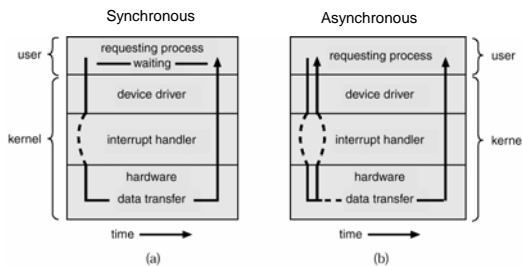 Synchronous
user
requesting process
waiting
device driver
kernel
interrupt handler
hardware
data transfer
time
(a)
Asynchronous
requesting process
user
device driver
interrupt handler
kerne
hardware
data transfer
time
(b)